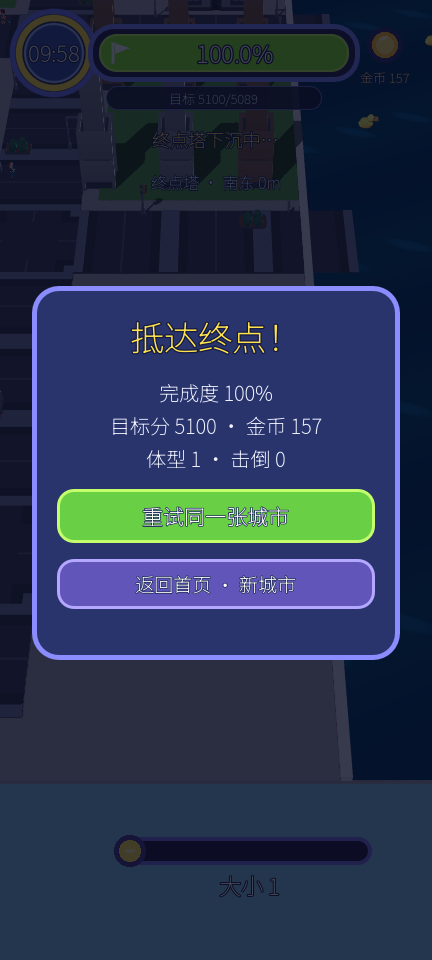 09:58
100.0%
金币 157
目标 5100/5089
终点塔下沉中…
终点塔 · 南东 0m
抵达终点！
完成度 100%
目标分 5100 · 金币 157
体型 1 · 击倒 0
重试同一张城市
返回首页 · 新城市
大小 1